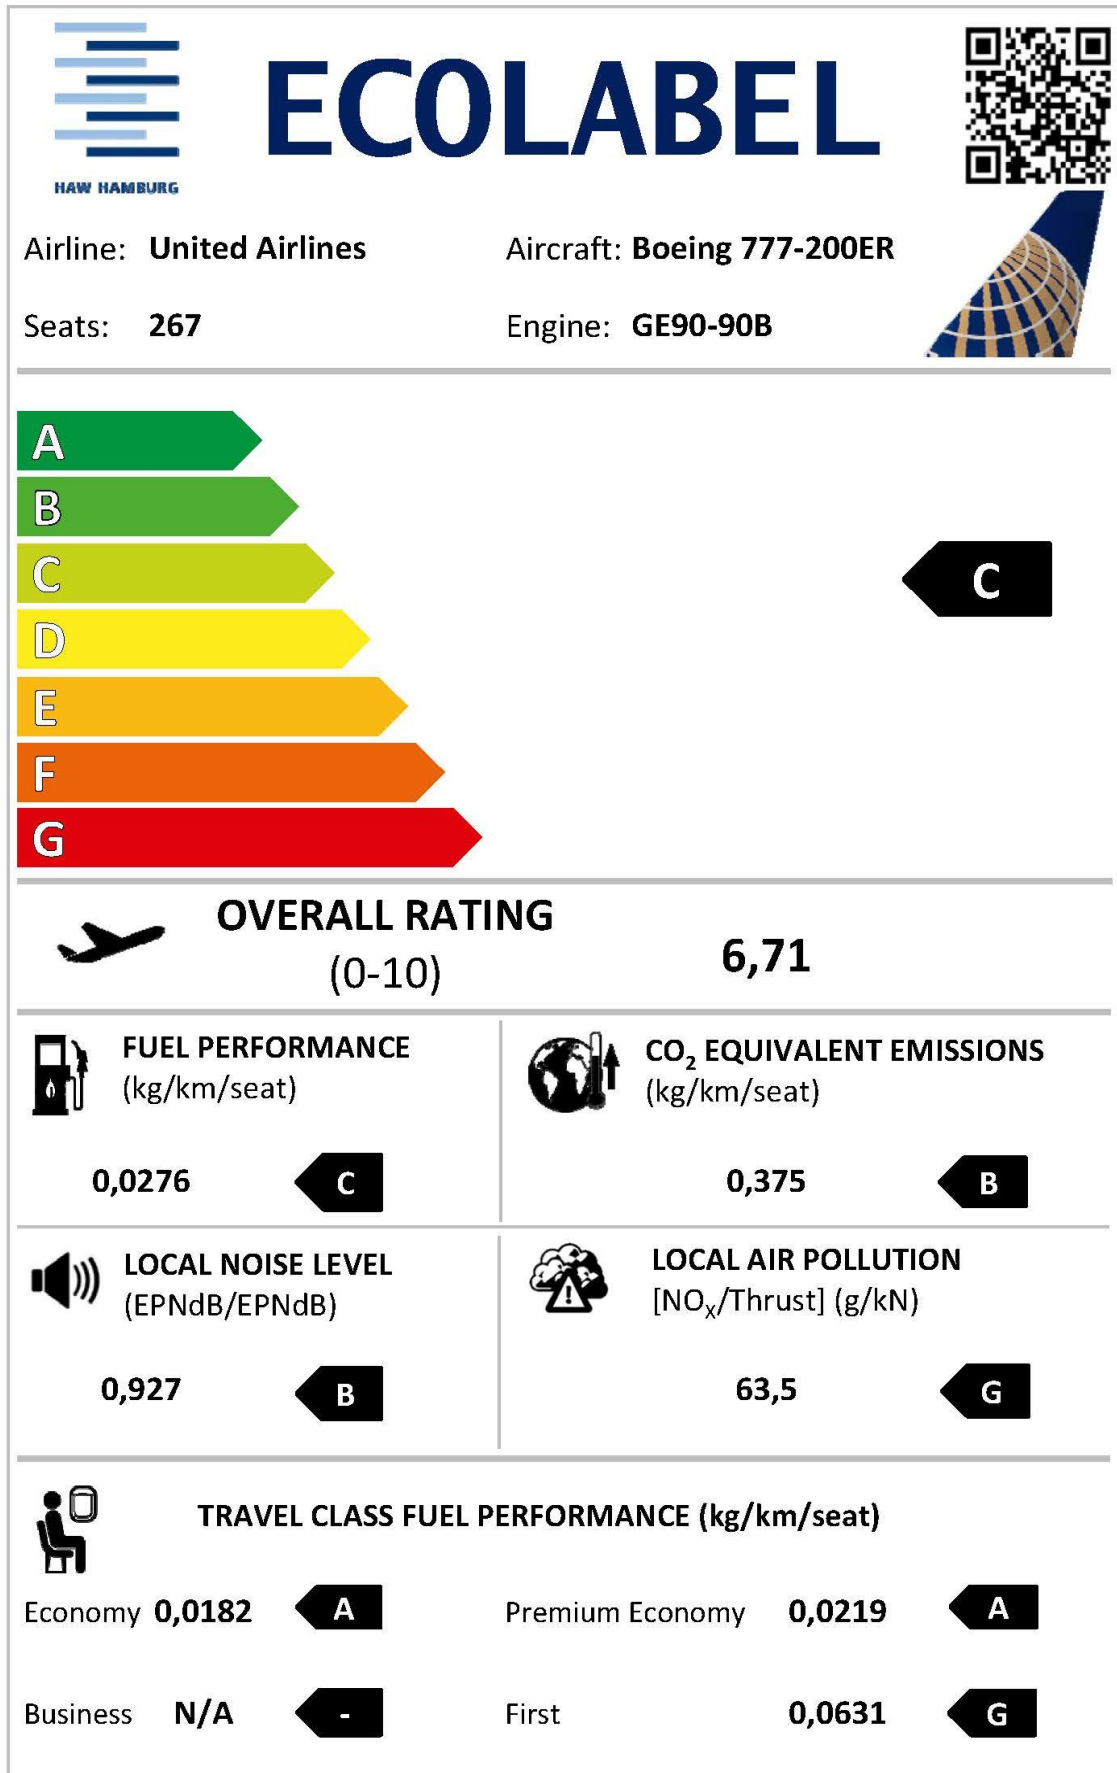 HAW HAMBURG
ECOLABEL
Airline: United Airlines
Aircraft: Boeing 777-200ER
Seats: 267
Engine: GE90-90B
A
B
C
C
D
E
F
G
OVERALL RATING
(0-10)
6,71
FUEL PERFORMANCE
(kg/km/seat)
0,0276 C
CO₂ EQUIVALENT EMISSIONS
(kg/km/seat)
0,375 B
LOCAL NOISE LEVEL
(EPNdB/EPNdB)
0,927 B
LOCAL AIR POLLUTION
[NOₓ/Thrust] (g/kN)
63,5 G
TRAVEL CLASS FUEL PERFORMANCE (kg/km/seat)
Economy 0,0182 A
Premium Economy 0,0219 A
Business N/A -
First 0,0631 G